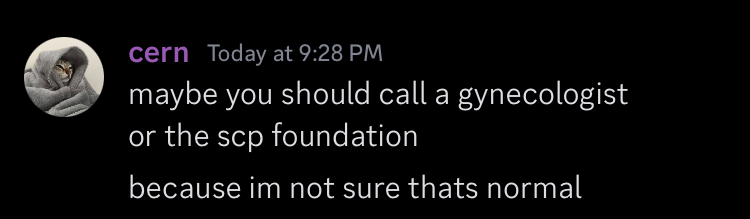 cern Today at 9:28 PM
maybe you should call a gynecologist
or the scp foundation
because im not sure thats normal